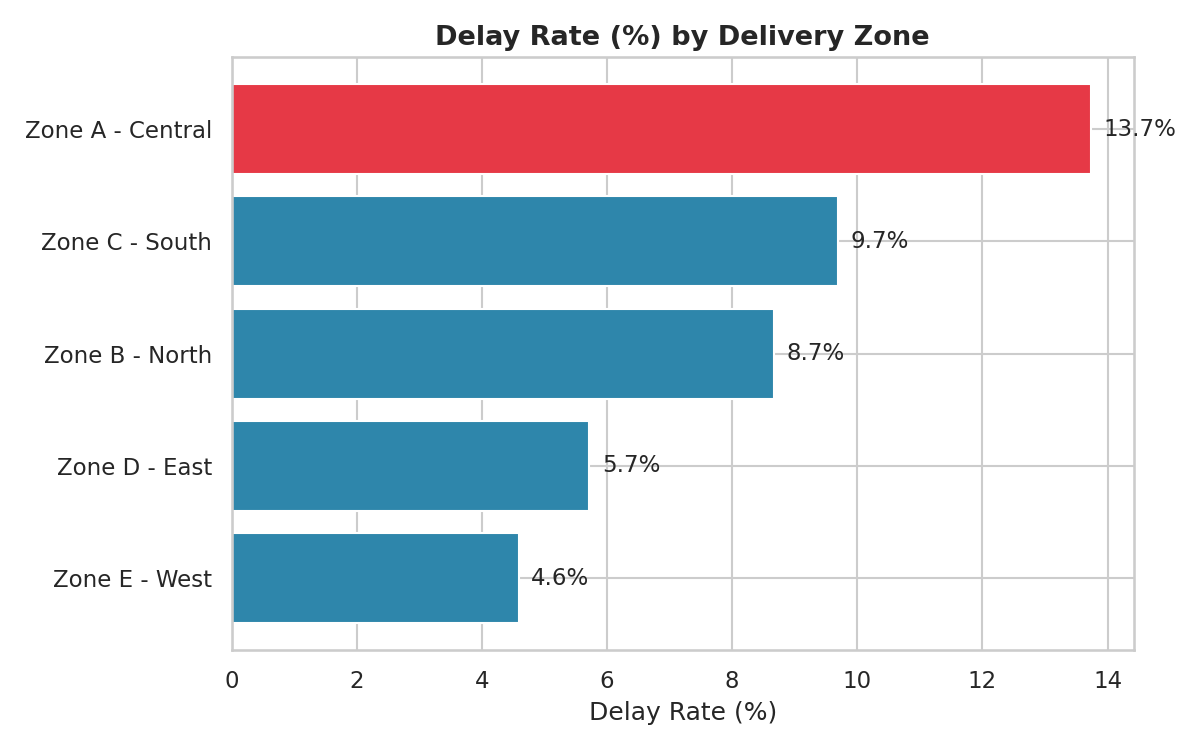 Delay Rate (%) by Delivery Zone
Zone A - Central 13.7%
Zone C - South 9.7%
Zone B - North 8.7%
Zone D - East 5.7%
Zone E - West 4.6%
0 2 4 6 8 10 12 14
Delay Rate (%)